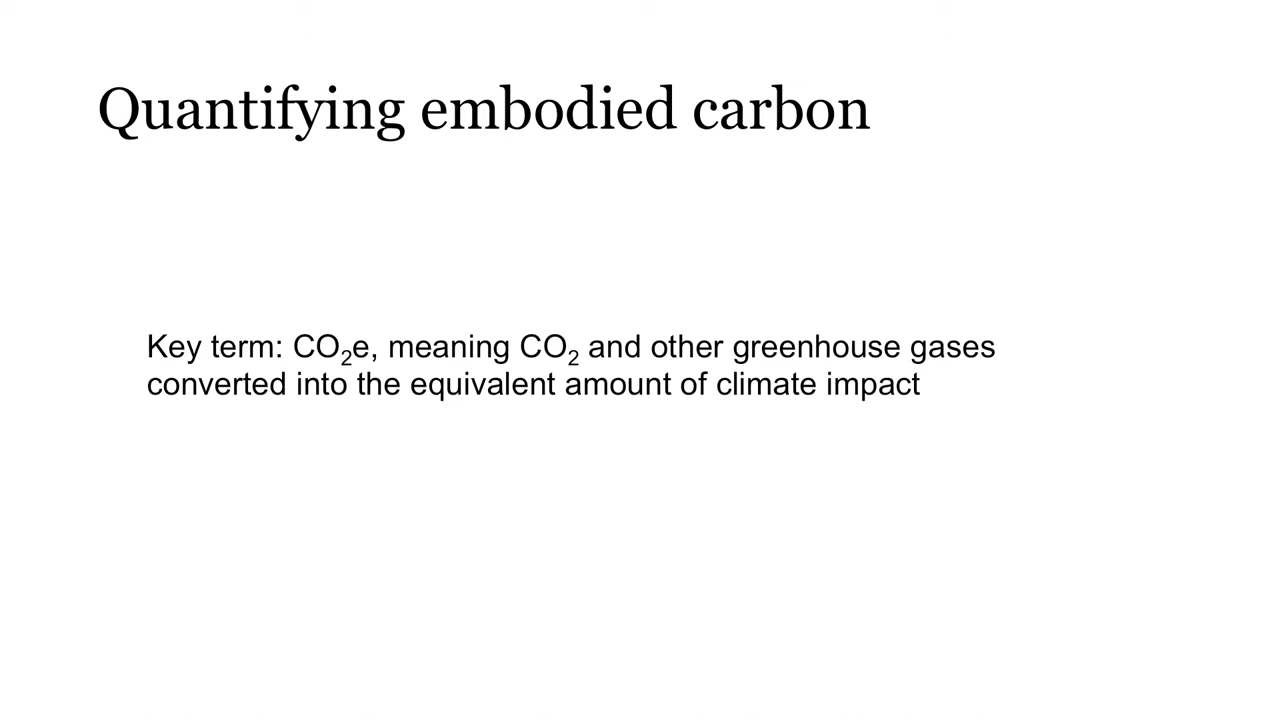 Quantifying embodied carbon
Key term: CO₂e, meaning CO₂ and other greenhouse gases
converted into the equivalent amount of climate impact